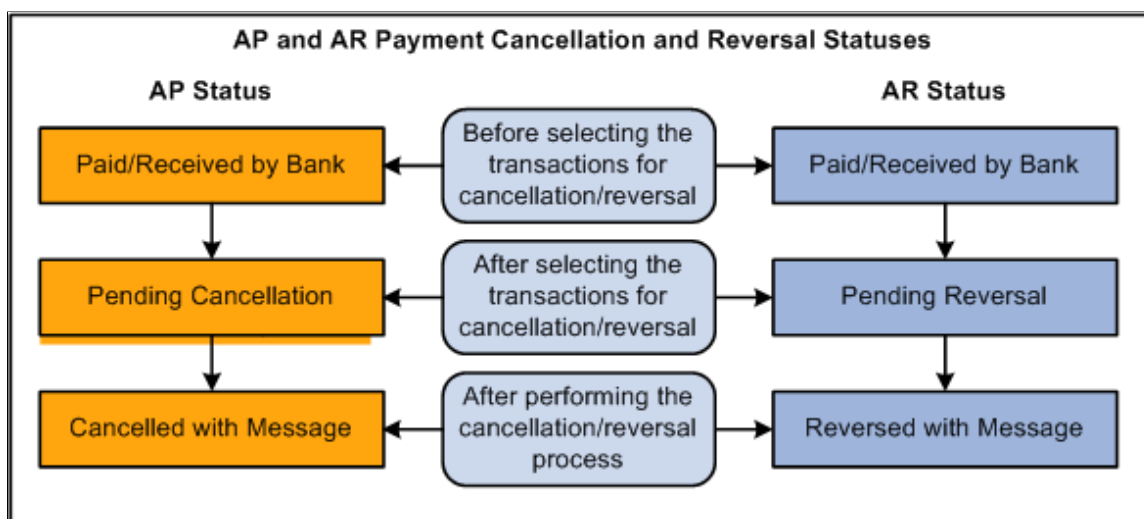 AP and AR Payment Cancellation and Reversal Statuses
AP Status
AR Status
Paid/Received by Bank
Before selecting the
transactions for
cancellation/reversal
Paid/Received by Bank
Pending Cancellation
After selecting the
transactions for
cancellation/reversal
Pending Reversal
Cancelled with Message
After performing the
cancellation/reversal
process
Reversed with Message